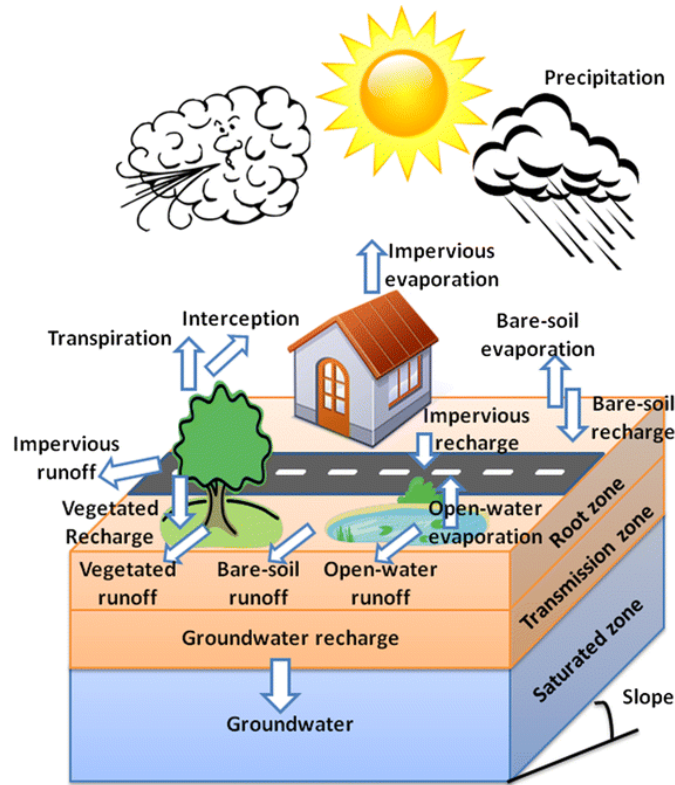 Precipitation
Impervious
evaporation
Interception
Transpiration
Bare-soil
evaporation
Impervious
recharge
Bare-soil
recharge
Impervious
runoff
Vegetated
Recharge
Open-water
evaporation
Root zone
Vegetated
runoff
Bare-soil
runoff
Open-water
runoff
Transmission zone
Groundwater recharge
Saturated zone
Groundwater
Slope